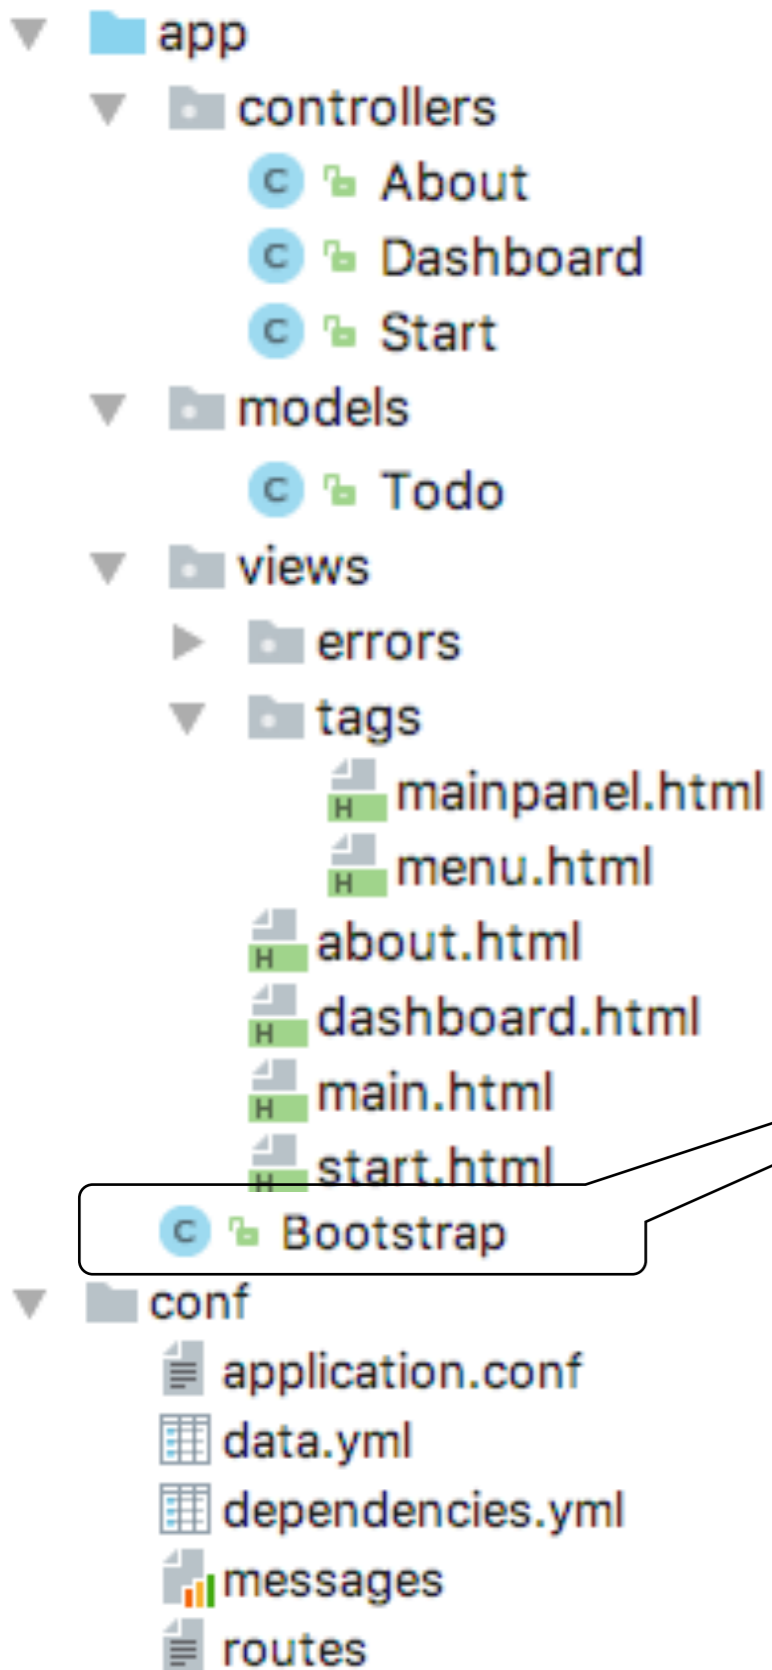 app
controllers
C About
C Dashboard
C Start
models
C Todo
views
errors
tags
H mainpanel.html
H menu.html
H about.html
H dashboard.html
H main.html
H start.html
C Bootstrap
conf
application.conf
data.yml
dependencies.yml
messages
routes